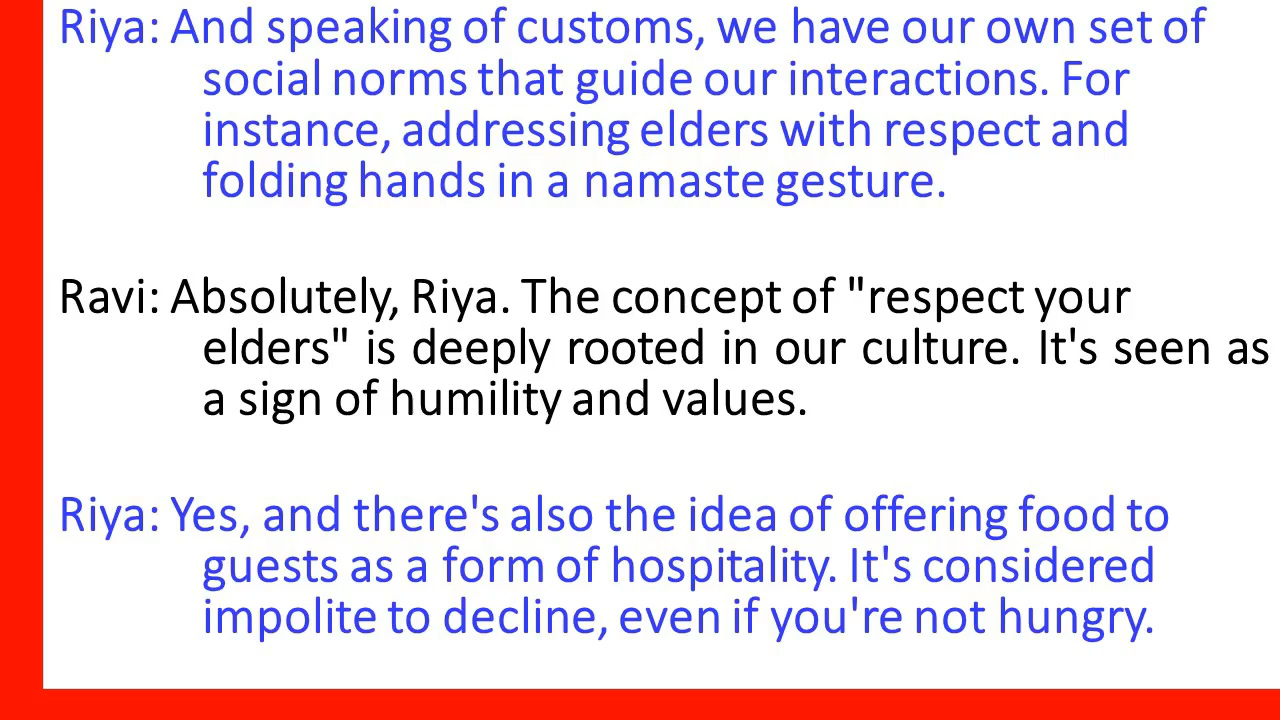 Riya: And speaking of customs, we have our own set of
social norms that guide our interactions. For
instance, addressing elders with respect and
folding hands in a namaste gesture.
Ravi: Absolutely, Riya. The concept of "respect your
elders" is deeply rooted in our culture. It's seen as
a sign of humility and values.
Riya: Yes, and there's also the idea of offering food to
guests as a form of hospitality. It's considered
impolite to decline, even if you're not hungry.